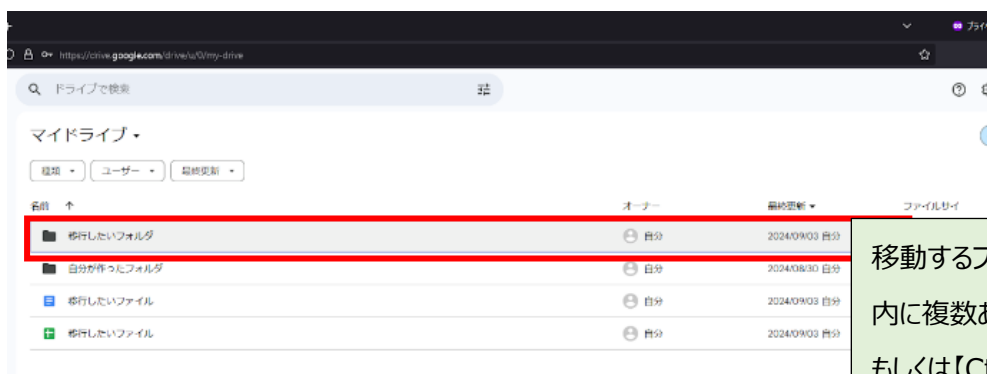 https://drive.google.com/drive/u/0/my-drive
ドライブで検索
マイドライブ
種類 ユーザー 最終更新
名前 オーナー 最終更新 ファイルサイ
移行したいフォルダ 自分 2024/09/03 自分
自分が作ったフォルダ 自分 2024/08/30 自分
移行したいファイル 自分 2024/09/03 自分
移行したいファイル 自分 2024/09/03 自分
移動するフ
内に複数あ
もしくは【Ct